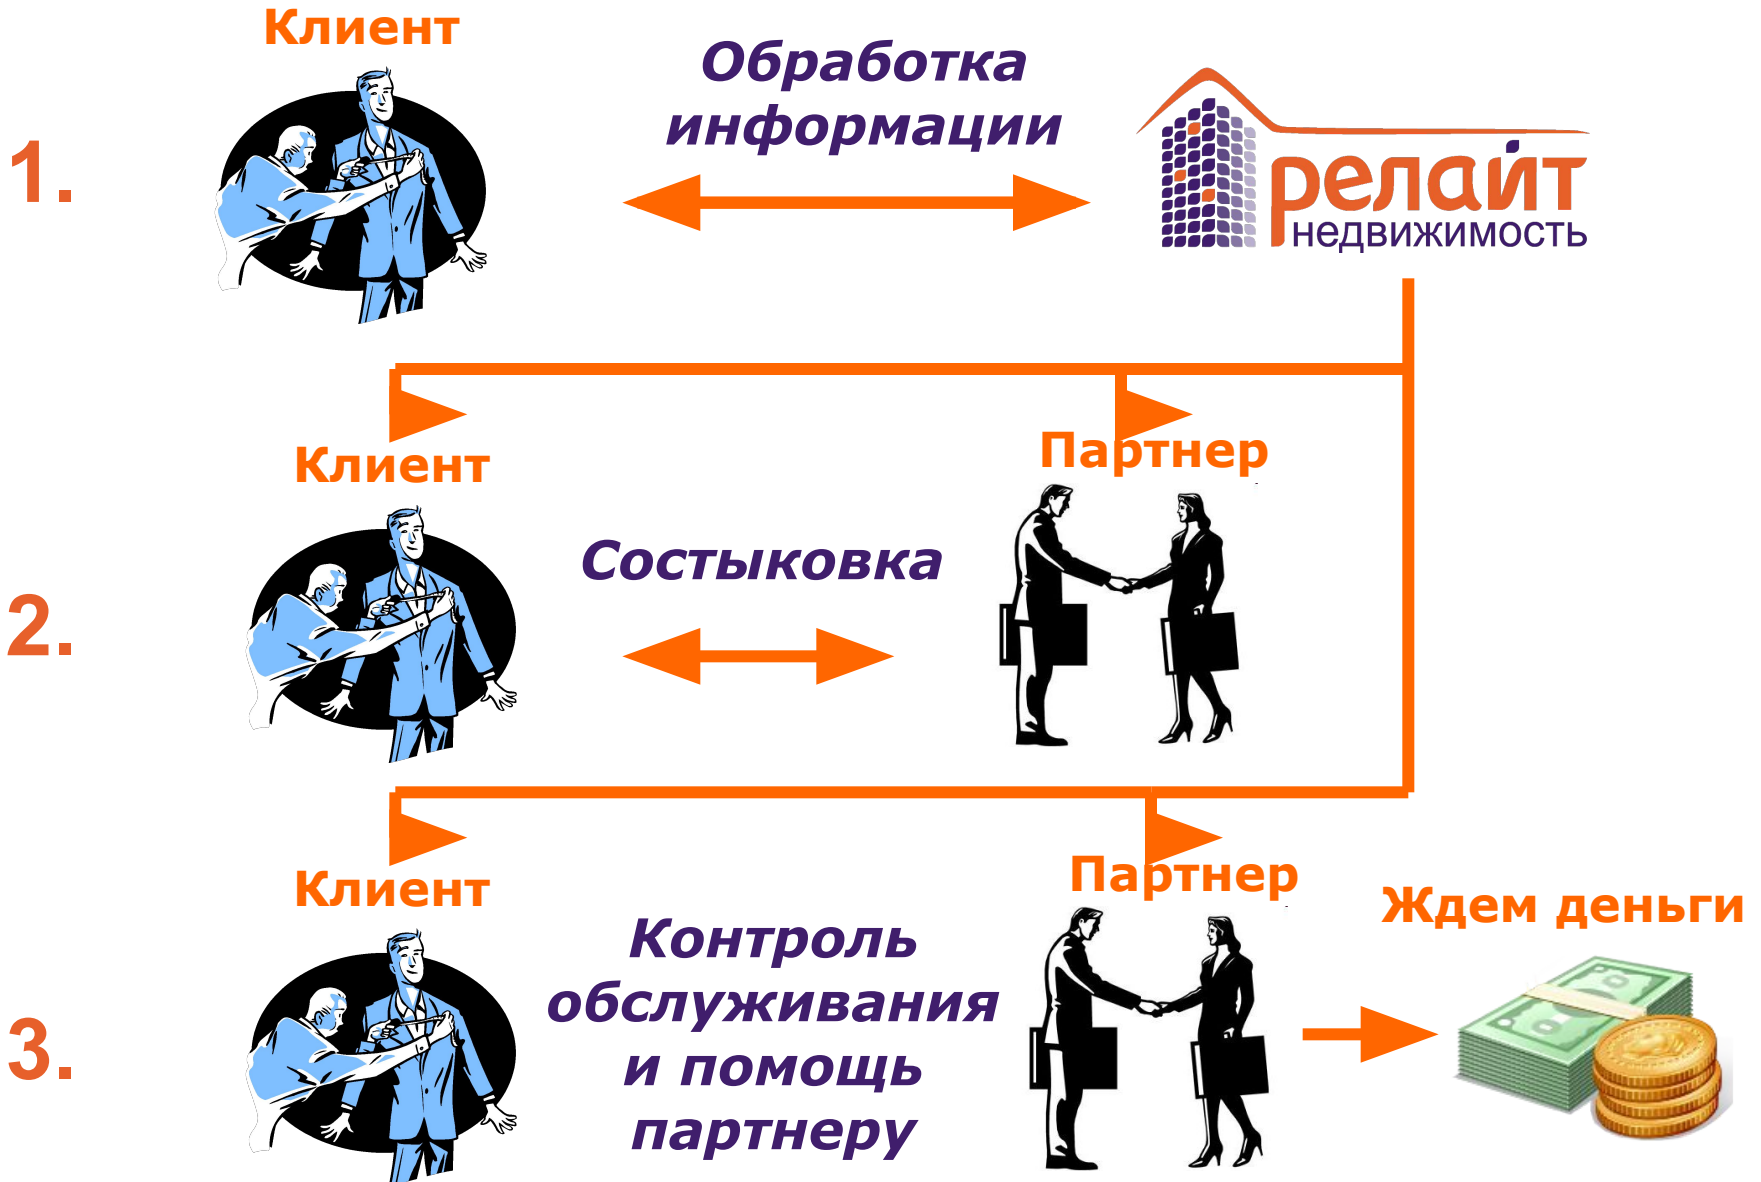 Клиент
Обработка
информации
1.
релайт
недвижимость
Клиент
Партнер
Состыковка
2.
Клиент
Партнер
Ждем деньги
Контроль
обслуживания
и помощь
партнеру
3.